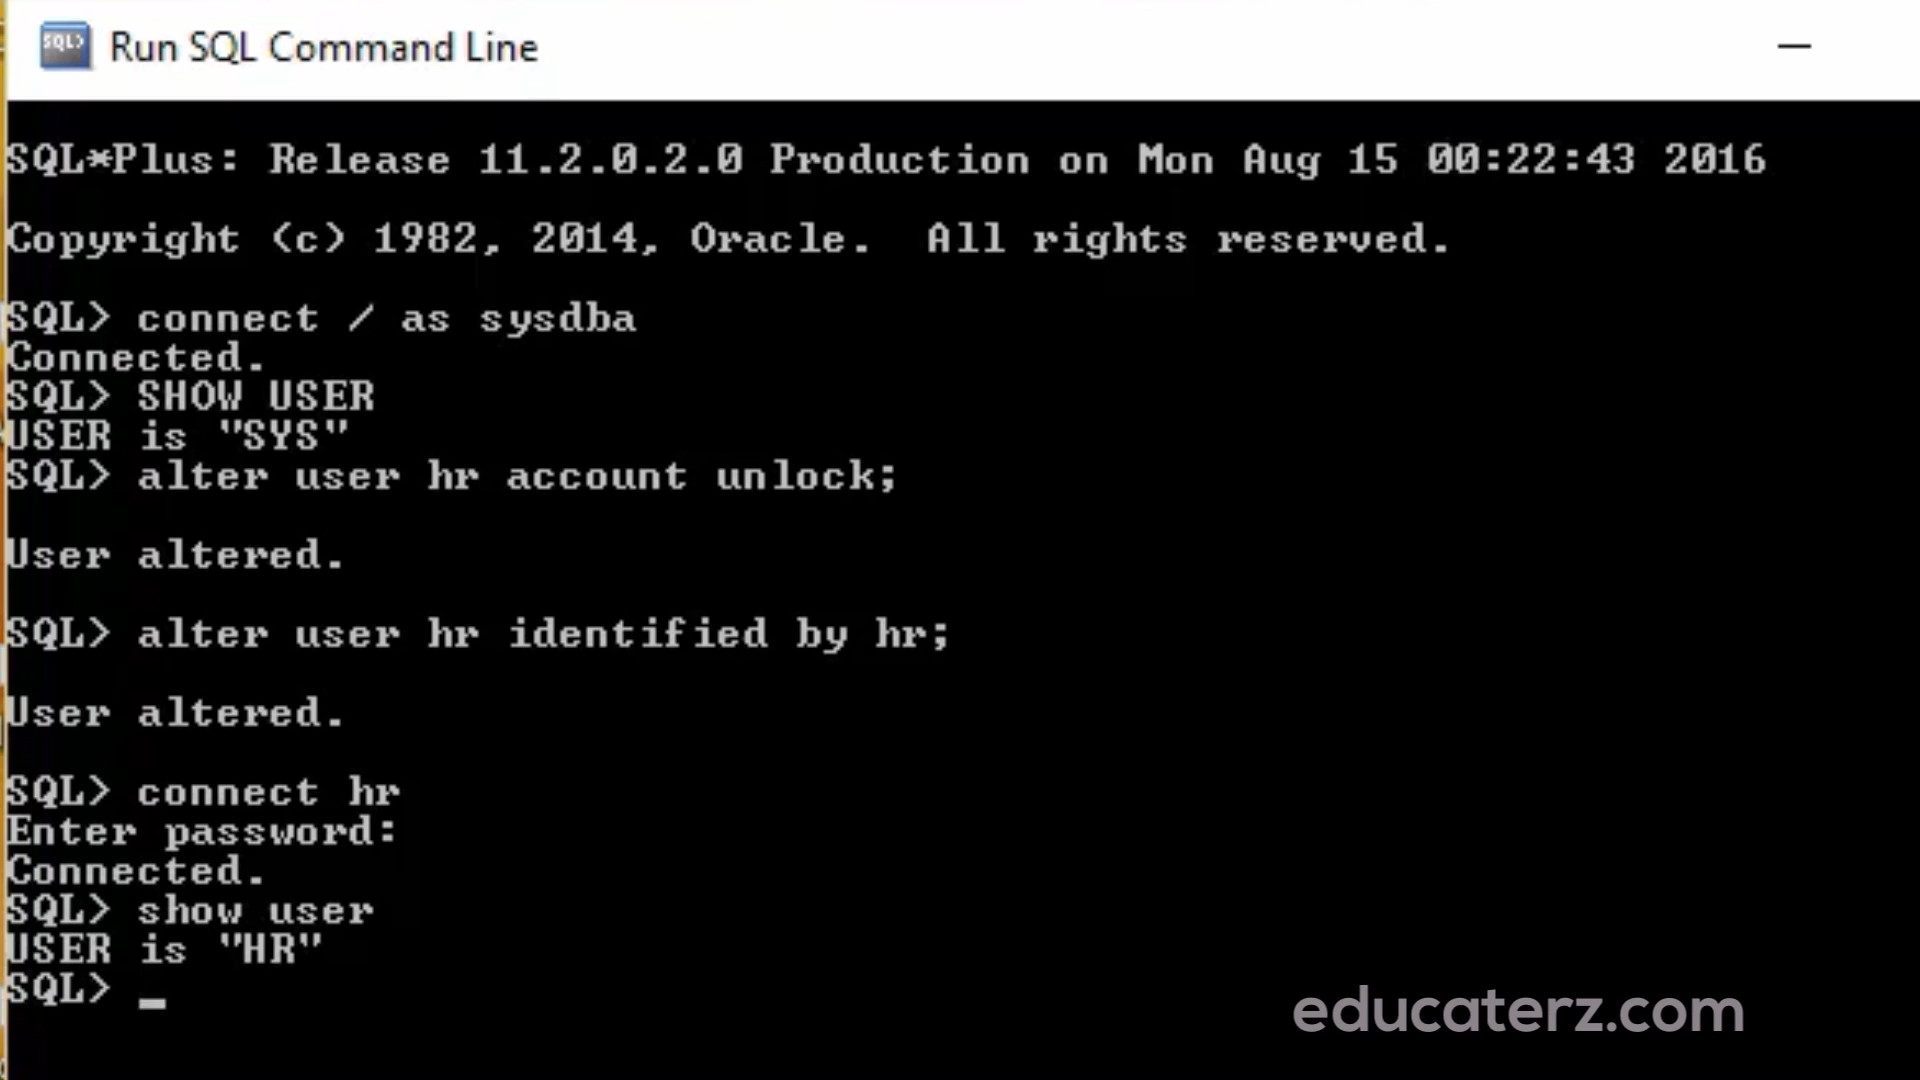 SQL>
Run SQL Command Line
SQL*Plus: Release 11.2.0.2.0 Production on Mon Aug 15 00:22:43 2016
Copyright (c) 1982, 2014, Oracle.  All rights reserved.
SQL> connect / as sysdba
Connected.
SQL> SHOW USER
USER is "SYS"
SQL> alter user hr account unlock;
User altered.
SQL> alter user hr identified by hr;
User altered.
SQL> connect hr
Enter password:
Connected.
SQL> show user
USER is "HR"
SQL> _
educaterz.com